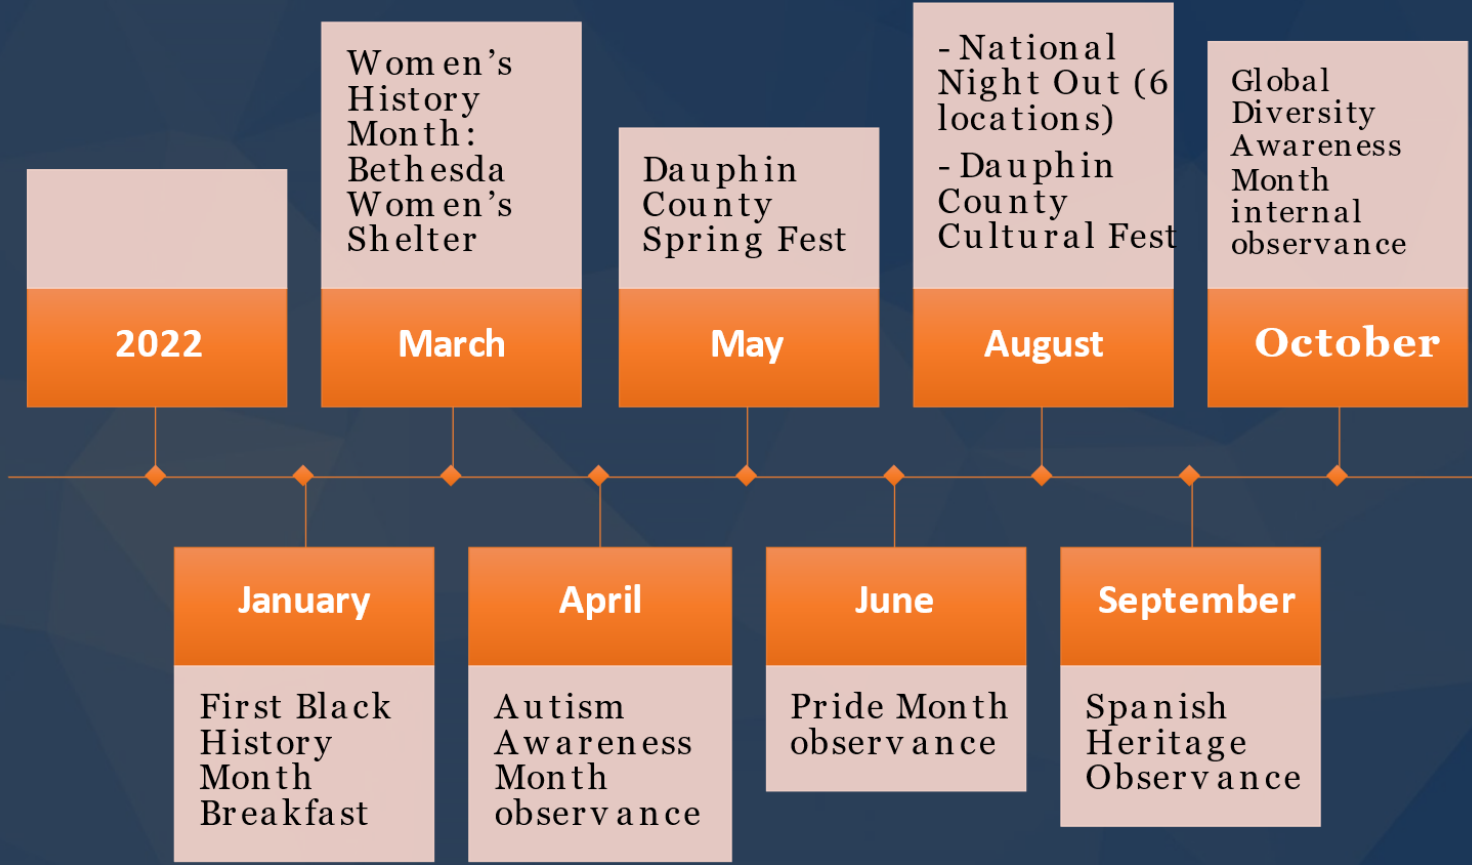 2022
January
First Black
History
Month
Breakfast
Women's
History
Month:
Bethesda
Women's
Shelter
March
April
Autism
Awareness
Month
observance
Dauphin
County
Spring Fest
May
June
Pride Month
observance
- National
Night Out (6
locations)
- Dauphin
County
Cultural Fest
August
September
Spanish
Heritage
Observance
Global
Diversity
Awareness
Month
internal
observance
October